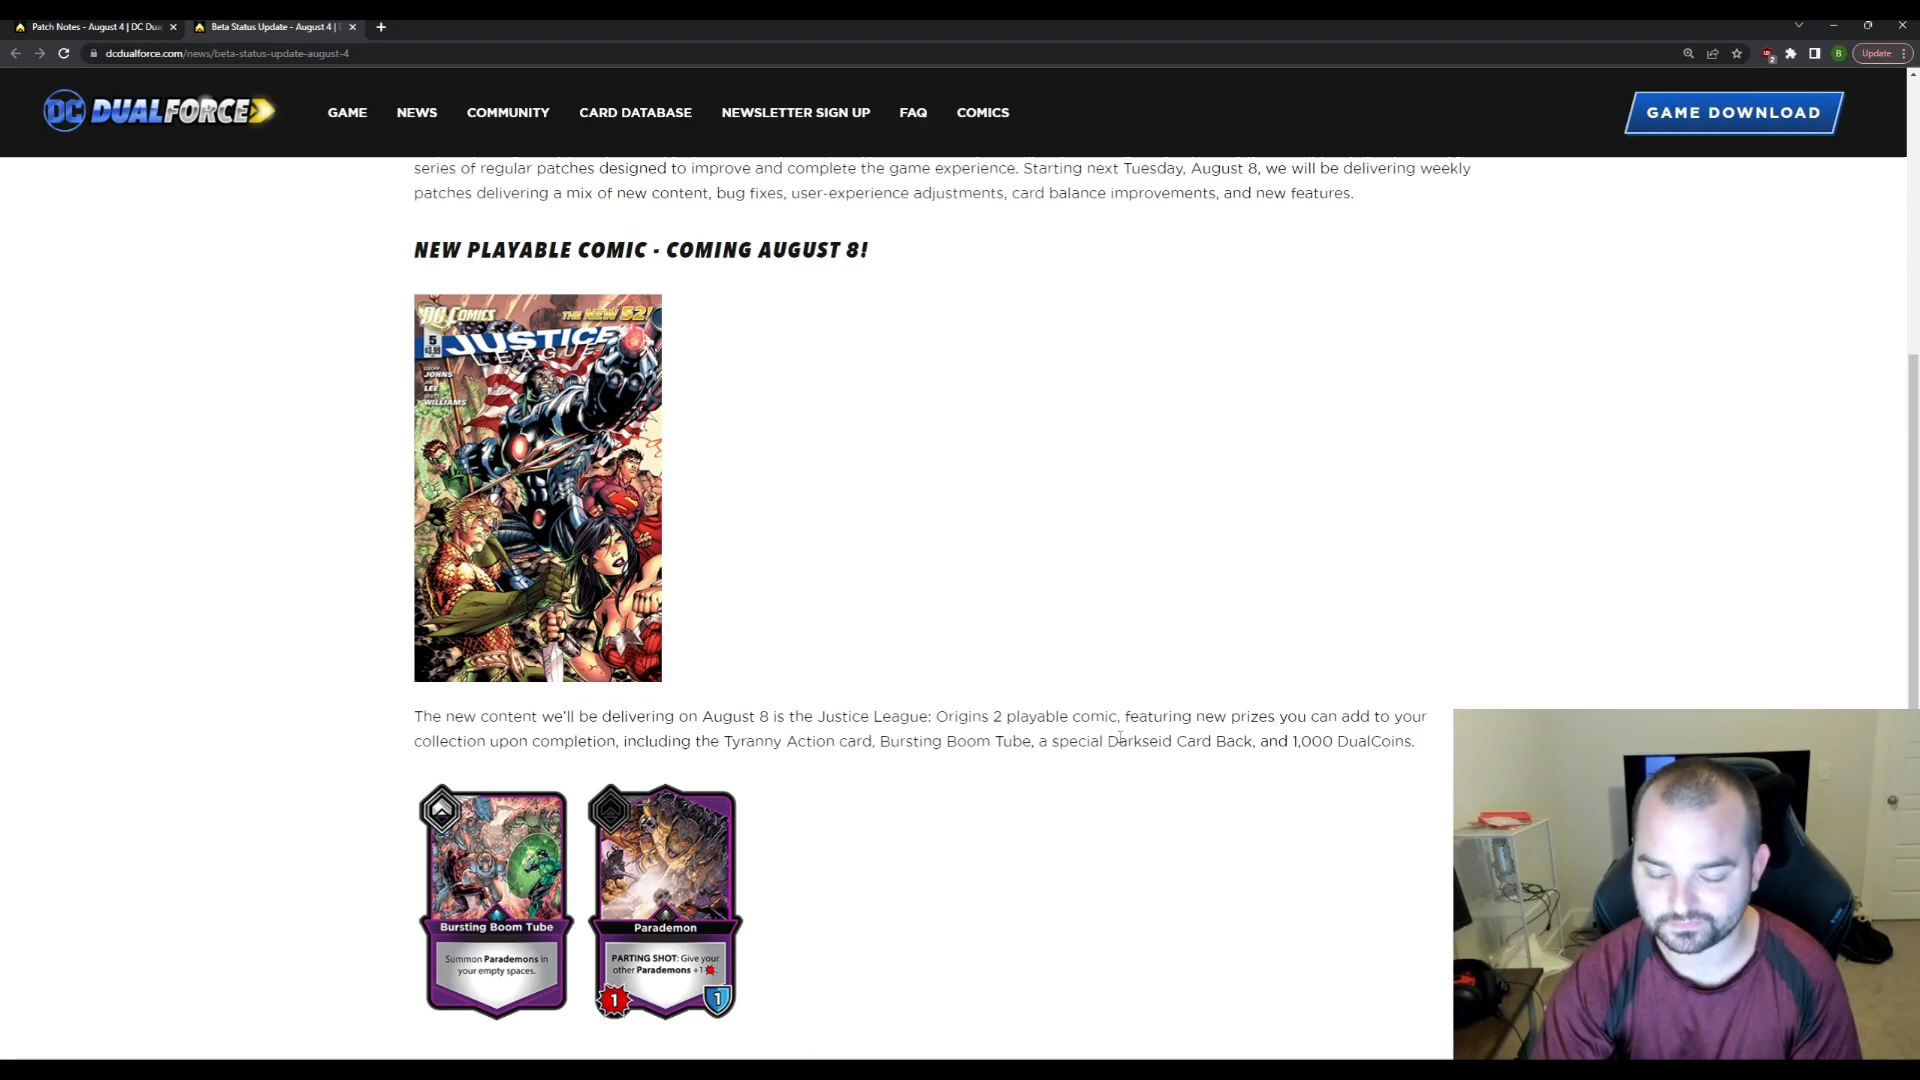 Patch Notes - August 4 | DC Dua
Beta Status Update - August 4 |
dcdualforce.com/news/beta-status-update-august-4
2
B
Update
DC DUALFORCE
GAME
NEWS
COMMUNITY
CARD DATABASE
NEWSLETTER SIGN UP
FAQ
COMICS
GAME DOWNLOAD
series of regular patches designed to improve and complete the game experience. Starting next Tuesday, August 8, we will be delivering weekly
patches delivering a mix of new content, bug fixes, user-experience adjustments, card balance improvements, and new features.
NEW PLAYABLE COMIC - COMING AUGUST 8!
DC COMICS
THE NEW 52!
5
$3.99
JUSTICE
LEAGUE
GEOFF
JOHNS
JIM
LEE
SCOTT
WILLIAMS
The new content we'll be delivering on August 8 is the Justice League: Origins 2 playable comic, featuring new prizes you can add to your
collection upon completion, including the Tyranny Action card, Bursting Boom Tube, a special Darkseid Card Back, and 1,000 DualCoins.
Bursting Boom Tube
Summon Parademons in
your empty spaces.
Parademon
PARTING SHOT: Give your
other Parademons +1
1
1